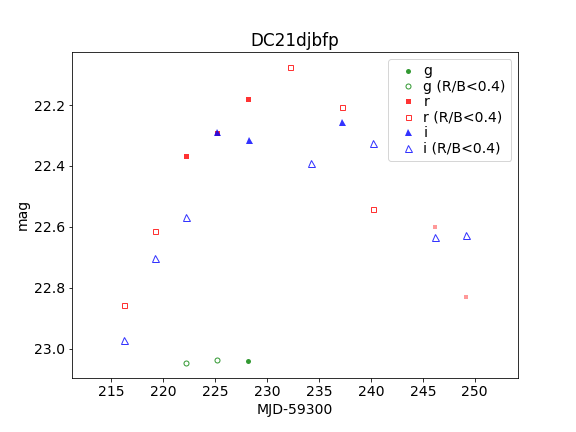 DC21djbfp
g
g (R/B<0.4)
r
r (R/B<0.4)
i
i (R/B<0.4)
mag
22.2
22.4
22.6
22.8
23.0
215 220 225 230 235 240 245 250
MJD-59300